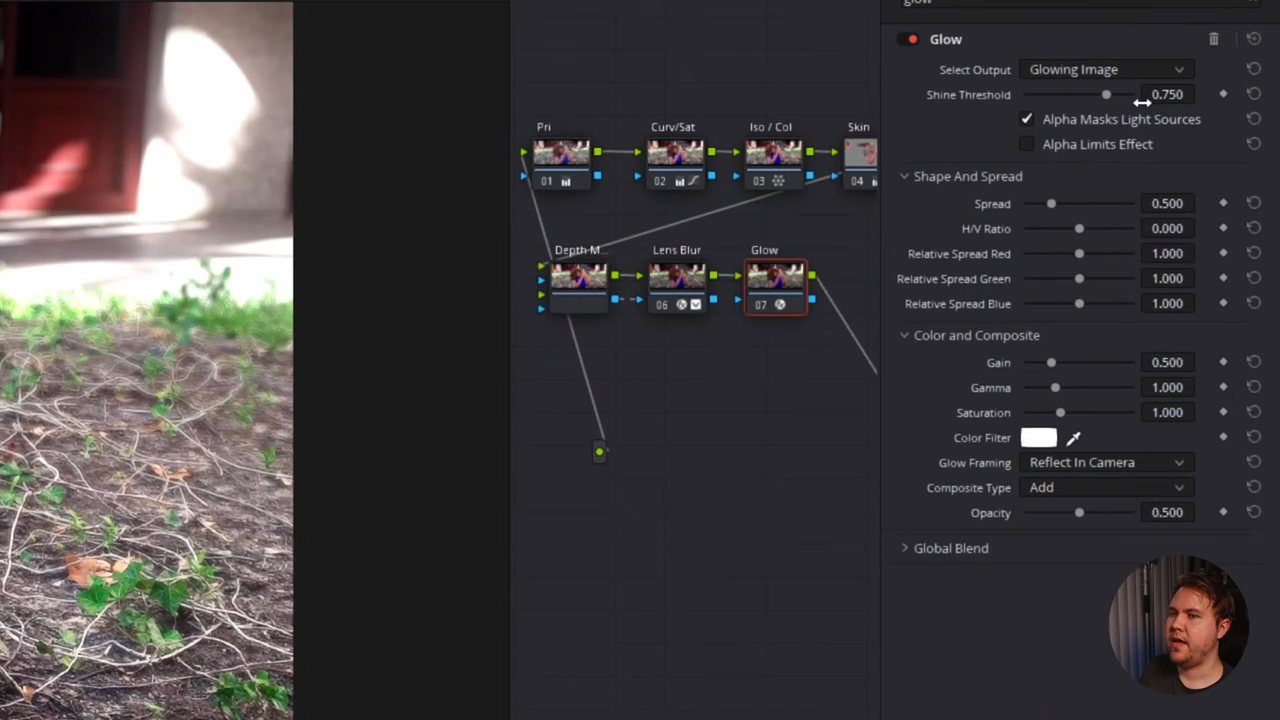 glow
Glow
Select Output Glowing Image
Shine Threshold 0.750
Alpha Masks Light Sources
Alpha Limits Effect
Pri Curv/Sat Iso / Col Skin
01 02 03 04
Shape And Spread
Spread 0.500
H/V Ratio 0.000
Depth M... Lens Blur Glow
Relative Spread Red 1.000
Relative Spread Green 1.000
Relative Spread Blue 1.000
06 07
Color and Composite
Gain 0.500
Gamma 1.000
Saturation 1.000
Color Filter
Glow Framing Reflect In Camera
Composite Type Add
Opacity 0.500
Global Blend